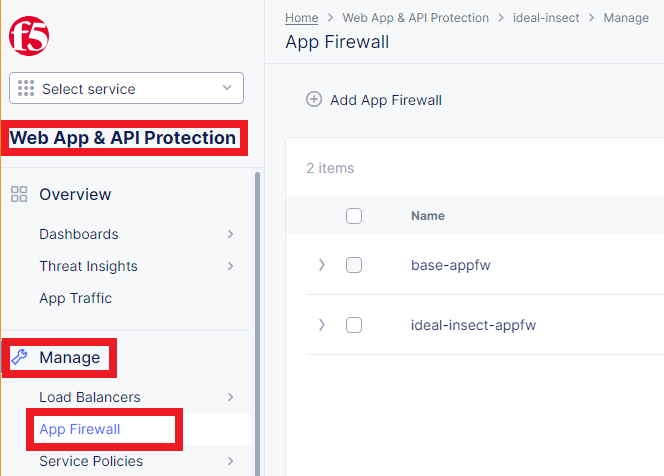 f5
Home > Web App & API Protection > ideal-insect > Manage
App Firewall
Select service
Web App & API Protection
Overview
Dashboards
Threat Insights
App Traffic
Manage
Load Balancers
App Firewall
Service Policies
Add App Firewall
2 items
Name
base-appfw
ideal-insect-appfw